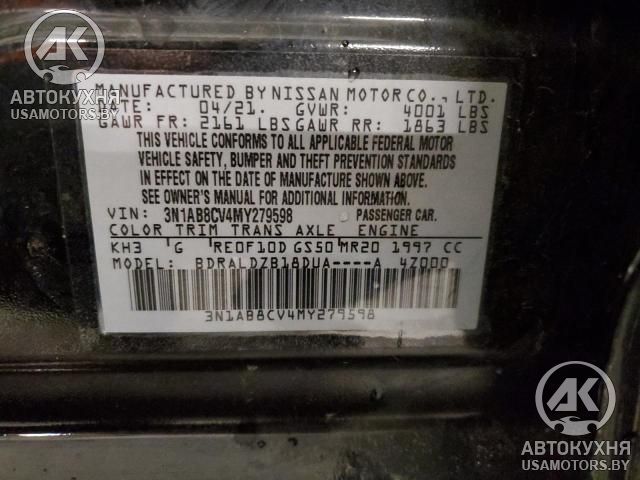 AK
АВТОКУХНЯ
USAMOTORS.BY
MANUFACTURED BY NISSAN MOTOR CO., LTD.
DATE: 04/21. GVWR: 4001 LBS
GAWR FR: 2161 LBS GAWR RR: 1863 LBS
THIS VEHICLE CONFORMS TO ALL APPLICABLE FEDERAL MOTOR
VEHICLE SAFETY, BUMPER AND THEFT PREVENTION STANDARDS
IN EFFECT ON THE DATE OF MANUFACTURE SHOWN ABOVE.
SEE OWNER'S MANUAL FOR ADDITIONAL INFORMATION.
VIN: 3N1AB8CV4MY279598 PASSENGER CAR.
COLOR TRIM TRANS AXLE ENGINE
KH3 G RE0F10D GS50 MR20 1997 CC
MODEL: BDRALDZB18DUA----A 4Z000
3N1AB8CV4MY279598
AK
АВТОКУХНЯ
USAMOTORS.BY